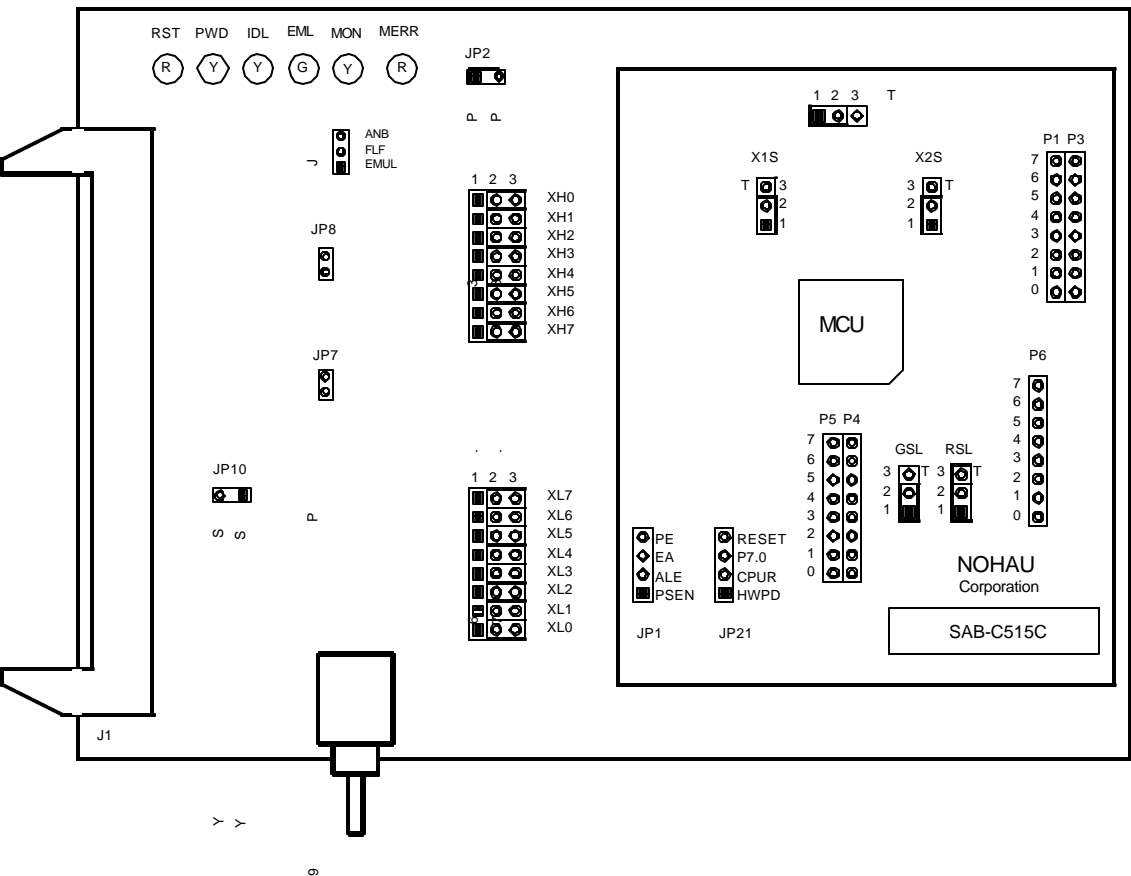 RST PWD IDL EML MON MERR
R Y Y G Y R
JP2
P P
J
ANB
FLF
EMUL
1 2 3
XH0
XH1
XH2
XH3
XH4
XH5
XH6
XH7
JP8
JP7
JP10
S S
P
1 2 3
XL7
XL6
XL5
XL4
XL3
XL2
XL1
XL0
J1
Y Y
9
1 2 3 T
X1S
T 3
2
1
X2S
3 T
2
1
P1 P3
7
6
5
4
3
2
1
0
MCU
P6
7
6
5
4
3
2
1
0
P5 P4
7
6
5
4
3
2
1
0
GSL
3 T
2
1
RSL
3 T
2
1
PE
EA
ALE
PSEN
JP1
RESET
P7.0
CPUR
HWPD
JP21
NOHAU
Corporation
SAB-C515C